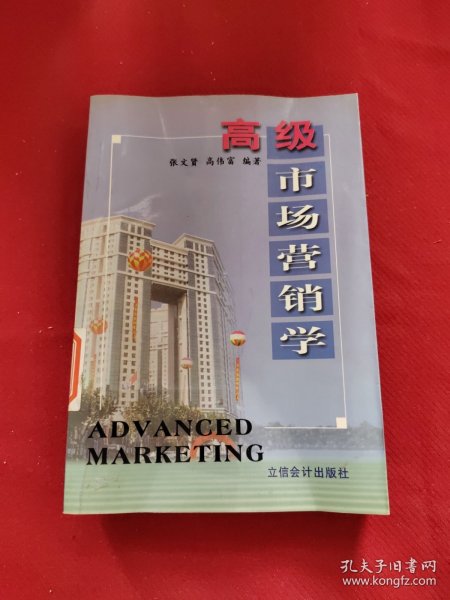 高级
张文贤 高伟富 编著
市场营销学
ADVANCED
MARKETING
立信会计出版社
孔夫子旧书网
www.kongfz.com